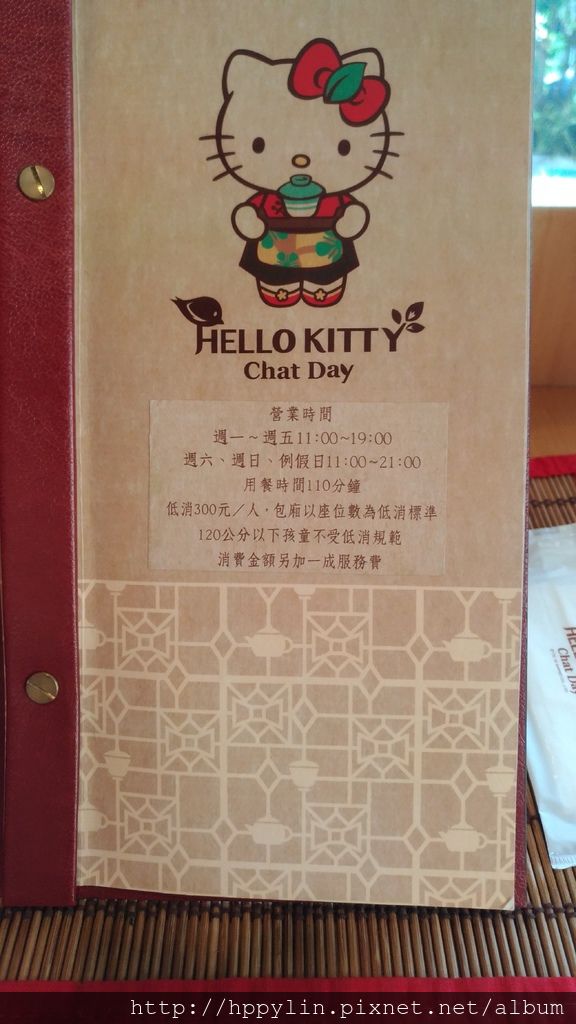 HELLO KITTY
Chat Day
營業時間
週一~週五11:00~19:00
週六、週日、例假日11:00~21:00
用餐時間110分鐘
低消300元/人,包廂以座位數為低消標準
120公分以下孩童不受低消規範
消費金額另加一成服務費
Chat Day
http://hppylin.pixnet.net/album